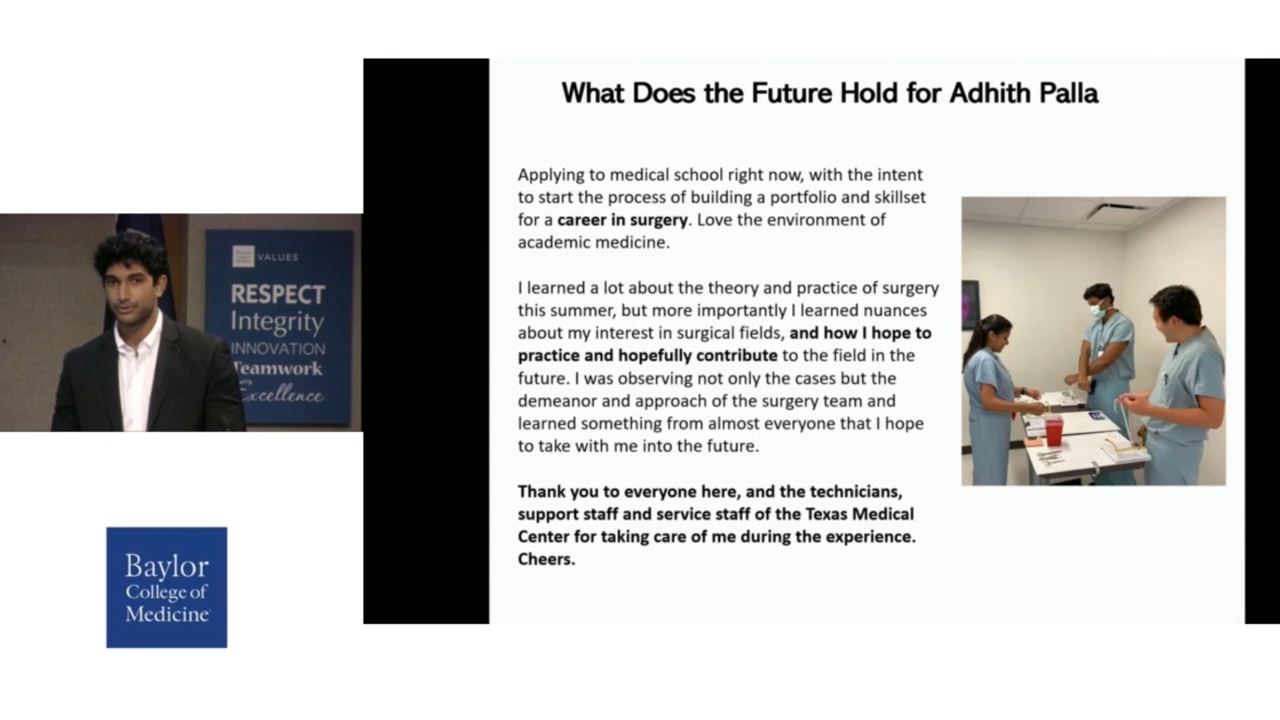 What Does the Future Hold for Adhith Palla
Applying to medical school right now, with the intent
to start the process of building a portfolio and skillset
for a career in surgery. Love the environment of
academic medicine.
I learned a lot about the theory and practice of surgery
this summer, but more importantly I learned nuances
about my interest in surgical fields, and how I hope to
practice and hopefully contribute to the field in the
future. I was observing not only the cases but the
demeanor and approach of the surgery team and
learned something from almost everyone that I hope
to take with me into the future.
Thank you to everyone here, and the technicians,
support staff and service staff of the Texas Medical
Center for taking care of me during the experience.
Cheers.
VALUES
RESPECT
Integrity
INNOVATION
Teamwork
Excellence
Baylor
College of
Medicine